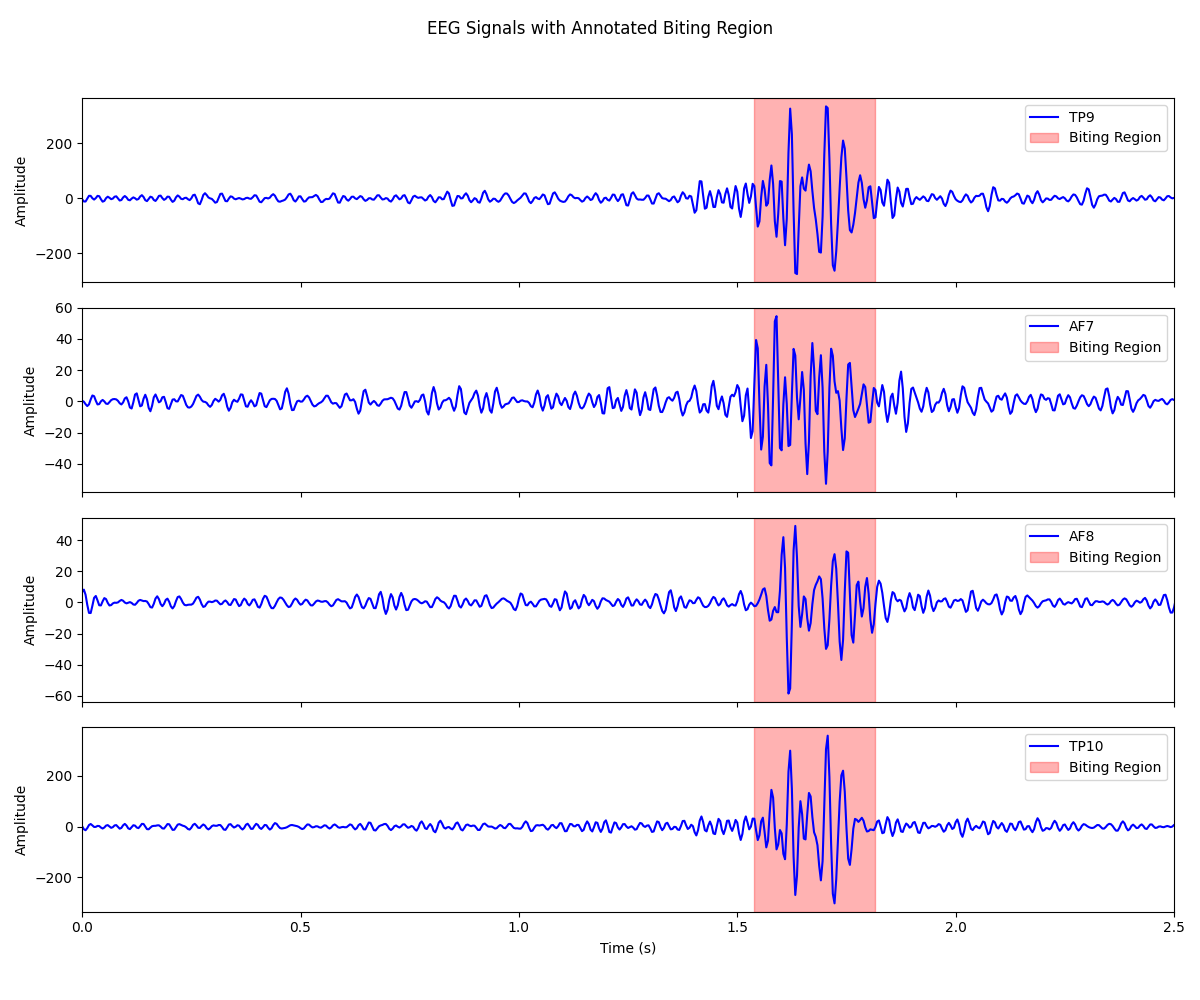 EEG Signals with Annotated Biting Region
TP9
Biting Region
Amplitude
200
0
−200
AF7
Biting Region
Amplitude
60
40
20
0
−20
−40
AF8
Biting Region
Amplitude
40
20
0
−20
−40
−60
TP10
Biting Region
Amplitude
200
0
−200
0.0 0.5 1.0 1.5 2.0 2.5
Time (s)